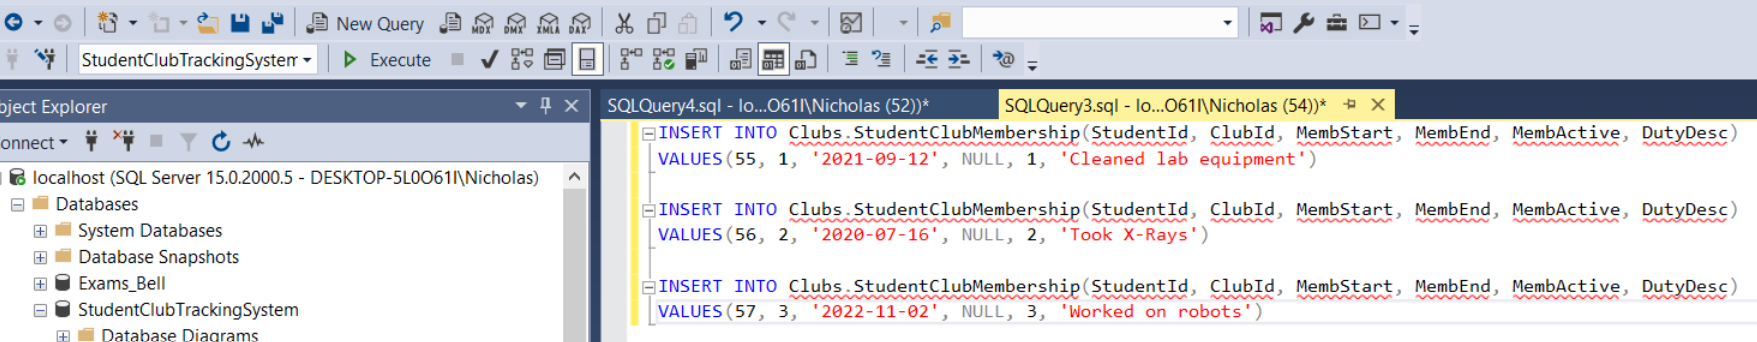 New Query MDX DMX XMLA DAX
StudentClubTrackingSystem Execute
bject Explorer
onnect
localhost (SQL Server 15.0.2000.5 - DESKTOP-5L0O61I\Nicholas)
Databases
System Databases
Database Snapshots
Exams_Bell
StudentClubTrackingSystem
Database Diagrams
SQLQuery4.sql - lo...O61I\Nicholas (52))*
SQLQuery3.sql - lo...O61I\Nicholas (54))*
INSERT INTO Clubs.StudentClubMembership(StudentId, ClubId, MembStart, MembEnd, MembActive, DutyDesc)
VALUES(55, 1, '2021-09-12', NULL, 1, 'Cleaned lab equipment')
INSERT INTO Clubs.StudentClubMembership(StudentId, ClubId, MembStart, MembEnd, MembActive, DutyDesc)
VALUES(56, 2, '2020-07-16', NULL, 2, 'Took X-Rays')
INSERT INTO Clubs.StudentClubMembership(StudentId, ClubId, MembStart, MembEnd, MembActive, DutyDesc)
VALUES(57, 3, '2022-11-02', NULL, 3, 'Worked on robots')